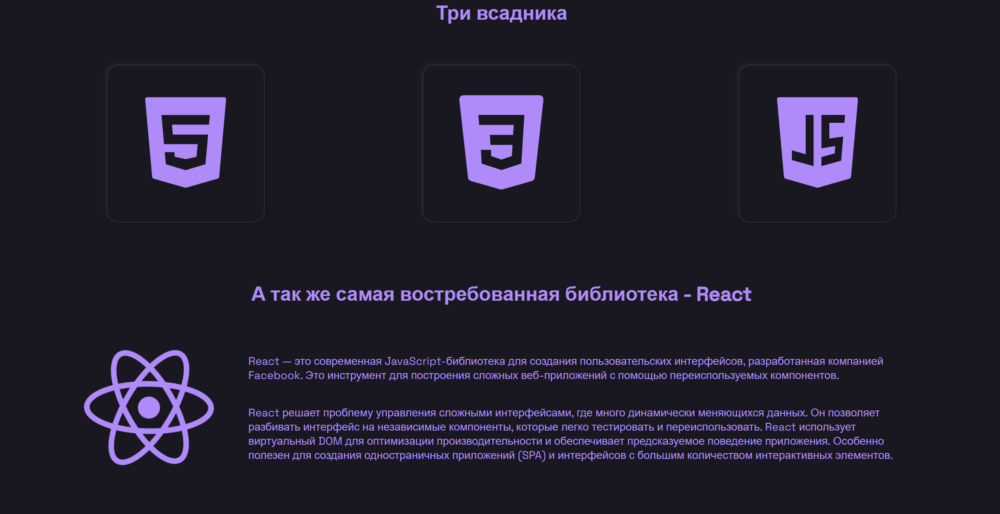 Три всадника
5 3 JS
А так же самая востребованная библиотека - React
React — это современная JavaScript-библиотека для создания пользовательских интерфейсов, разработанная компанией
Facebook. Это инструмент для построения сложных веб-приложений с помощью переиспользуемых компонентов.
React решает проблему управления сложными интерфейсами, где много динамически меняющихся данных. Он позволяет
разбивать интерфейс на независимые компоненты, которые легко тестировать и переиспользовать. React использует
виртуальный DOM для оптимизации производительности и обеспечивает предсказуемое поведение приложения. Особенно
полезен для создания одностраничных приложений (SPA) и интерфейсов с большим количеством интерактивных элементов.